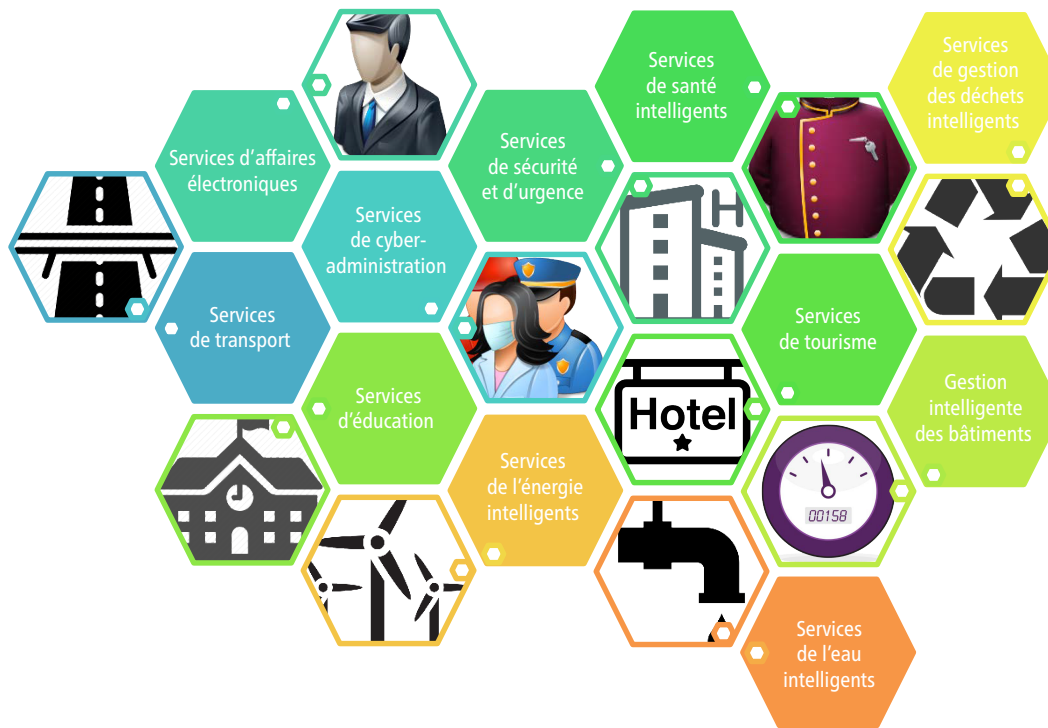 Services
de santé
intelligents
Services
de gestion
des déchets
intelligents
Services d’affaires
électroniques
Services
de sécurité
et d’urgence
Services
de cyber-
administration
H
Services
de transport
Services
de tourisme
Services
d’éducation
Hotel
Gestion
intelligente
des bâtiments
Services
de l’énergie
intelligents
00158
Services
de l’eau
intelligents